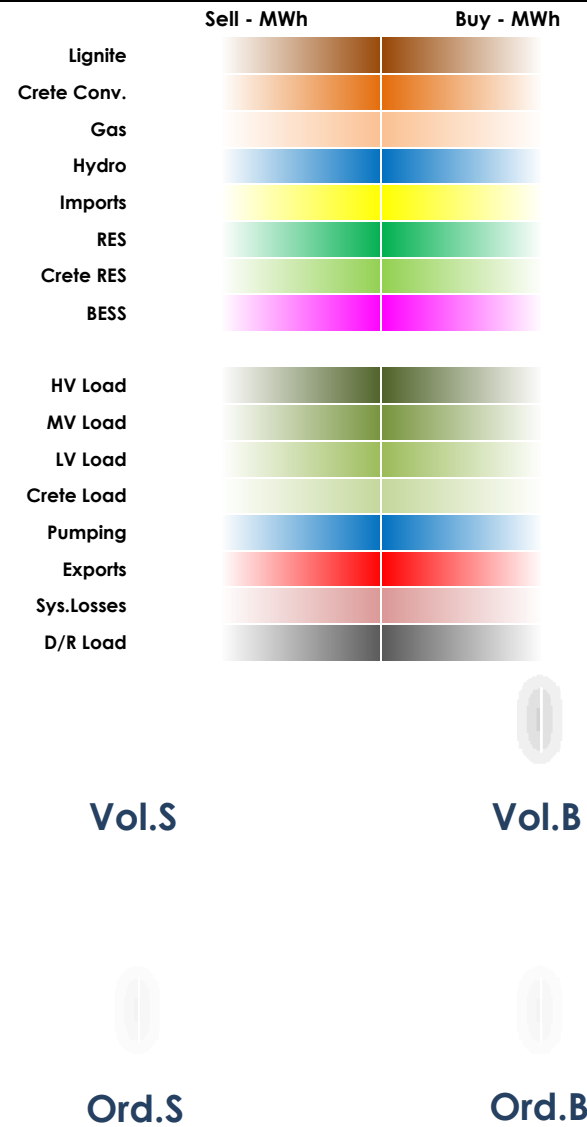 Sell - MWh Buy - MWh
Lignite
Crete Conv.
Gas
Hydro
Imports
RES
Crete RES
BESS
HV Load
MV Load
LV Load
Crete Load
Pumping
Exports
Sys.Losses
D/R Load
Vol.S Vol.B
Ord.S Ord.B